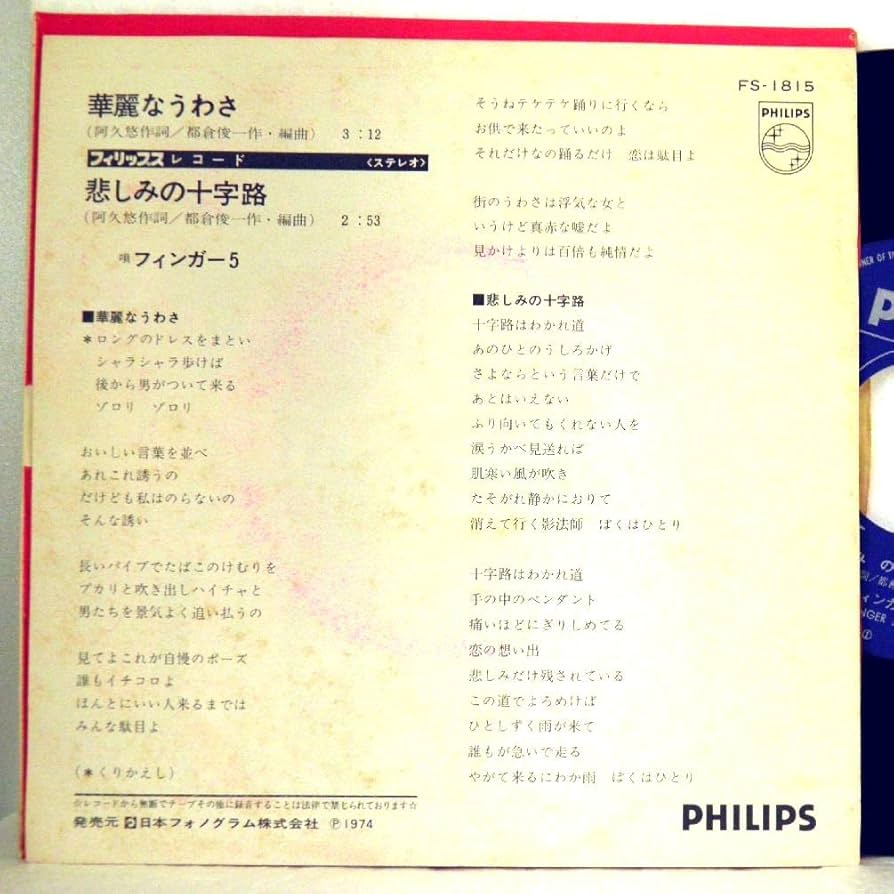 華麗なうわさ
(阿久悠作詞/都倉俊一作・編曲) 3:12
フィリップス レコード 〈ステレオ〉
悲しみの十字路
(阿久悠作詞/都倉俊一作・編曲) 2:53
唄 フィンガー5
■華麗なうわさ
*ロングのドレスをまとい
シャラシャラ歩けば
後から男がついて来る
ゾロリ ゾロリ
おいしい言葉を並べ
あれこれ誘うの
だけども私はのらないの
そんな誘い
長いパイプでたばこのけむりを
プカリと吹き出しハイチャと
男たちを景気よく追い払うの
見てよこれが自慢のポーズ
誰もイチコロよ
ほんとにいい人来るまでは
みんな駄目よ
(*くりかえし)
☆レコードから無断でテープその他に録音することは法律で禁じられております☆
発売元 日本フォノグラム株式会社 Ⓟ1974
FS-1815
PHILIPS
そうねテケテケ踊りに行くなら
お供で来たっていいのよ
それだけなの踊るだけ 恋は駄目よ
街のうわさは浮気な女と
いうけど真赤な嘘だよ
見かけよりは百倍も純情だよ
■悲しみの十字路
十字路はわかれ道
あのひとのうしろかげ
さよならという言葉だけで
あとはいえない
ふり向いてもくれない人を
涙うかべ見送れば
肌寒い風が吹き
たそがれ静かにおりて
消えて行く影法師 ぼくはひとり
十字路はわかれ道
手の中のペンダント
痛いほどにぎりしめてる
恋の想い出
悲しみだけ残されている
この道でよろめけば
ひとしずく雨が来て
誰もが急いで走る
やがて来るにわか雨 ぼくはひとり
PHILIPS